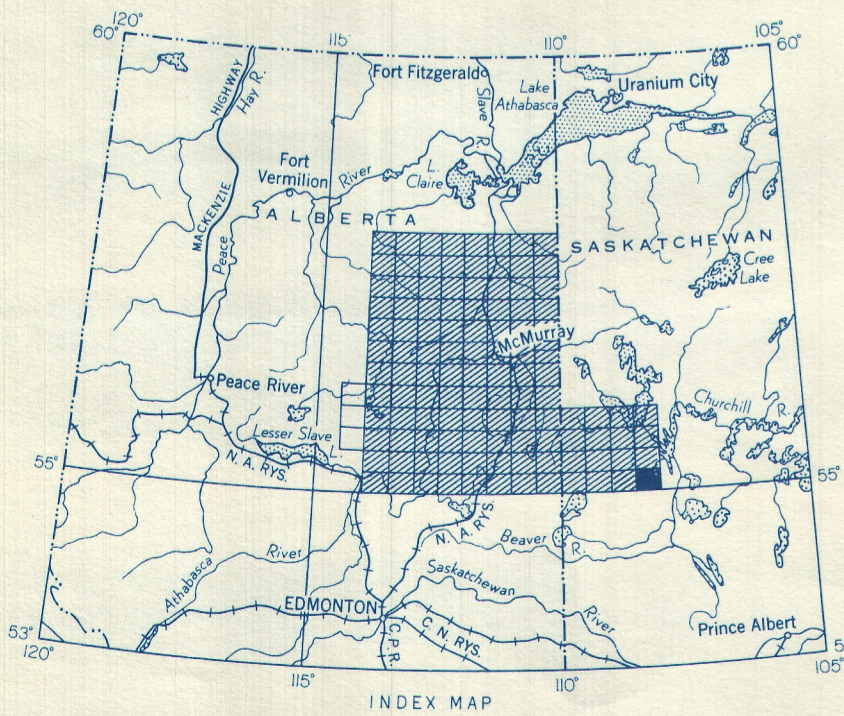 120°
60°
115
110°
105°
60°
HIGHWAY
Hay R.
Fort Fitzgerald
Slave R.
Lake
Athabasca
Uranium City
Fort
Vermilion
River
L.
Claire
MACKENZIE
Peace
ALBERTA
SASKATCHEWAN
Cree
Lake
McMurray
Peace River
Lesser Slave
L.
Churchill
R.
55°
N. A. RYS.
55°
N. A. RYS.
Beaver
R.
River
Athabasca
Saskatchewan
River
EDMONTON
C. N. RYS.
C.P.R.
Prince Albert
53°
120°
5
105°
115°
110°
INDEX MAP